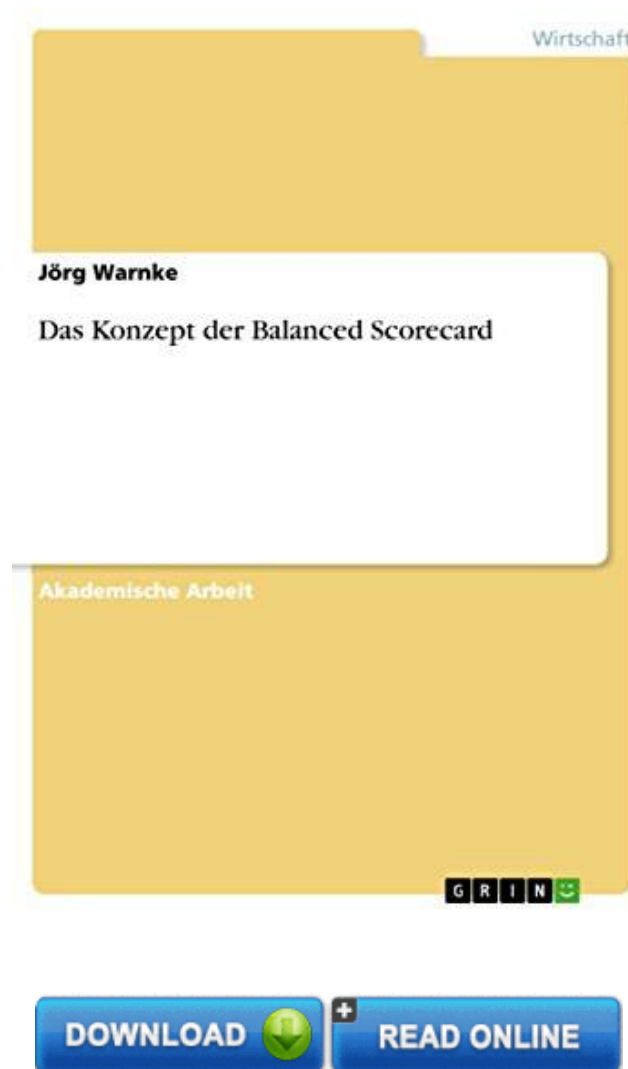 Wirtschaft
Jörg Warnke
Das Konzept der Balanced Scorecard
Akademische Arbeit
GRIN
DOWNLOAD
READ ONLINE